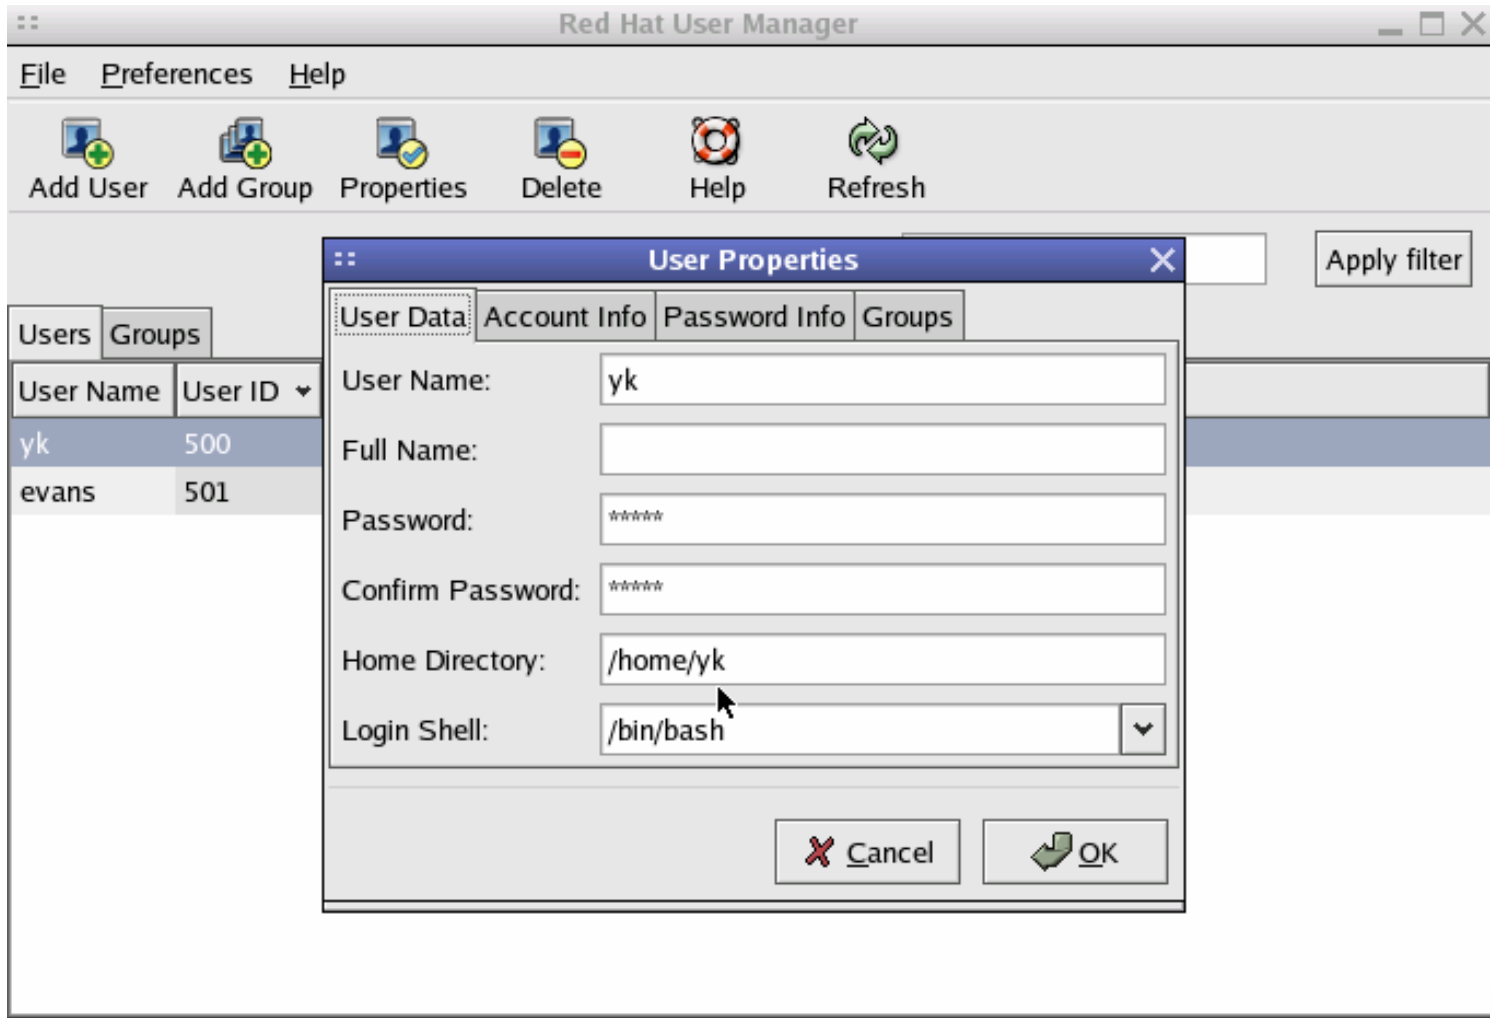 Red Hat User Manager
File Preferences Help
Add User Add Group Properties Delete Help Refresh
User Properties
Apply filter
User Data Account Info Password Info Groups
Users Groups
User Name User ID
yk 500
evans 501
User Name: yk
Full Name:
Password: *****
Confirm Password: *****
Home Directory: /home/yk
Login Shell: /bin/bash
Cancel OK